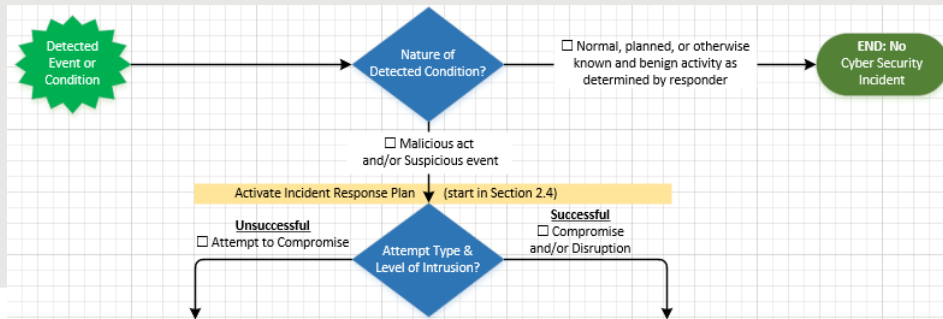 Detected
Event or
Condition
Nature of
Detected Condition?
☐ Normal, planned, or otherwise
known and benign activity as
determined by responder
END: No
Cyber Security
Incident
☐ Malicious act
and/or Suspicious event
Activate Incident Response Plan (start in Section 2.4)
Unsuccessful
☐ Attempt to Compromise
Attempt Type &
Level of Intrusion?
Successful
☐ Compromise
and/or Disruption